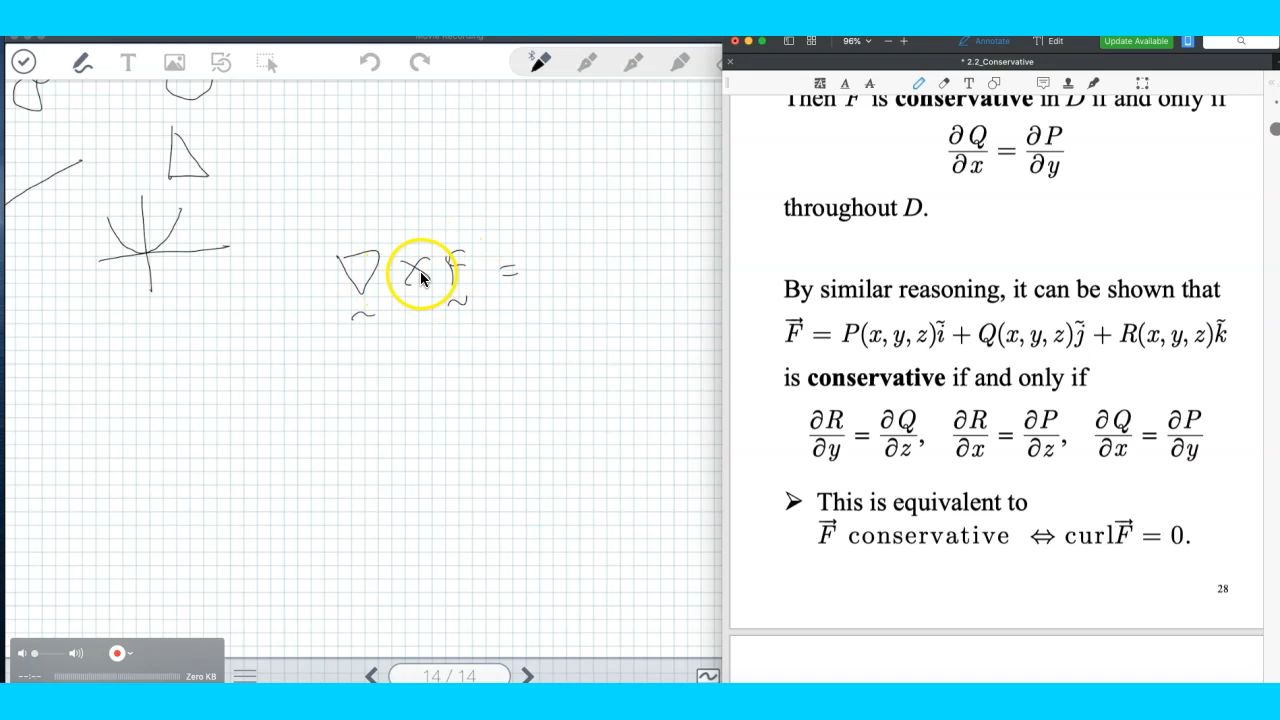 Movie Recording
T
∇ × F =
~ ~
14 / 14
--:-- Zero KB
96% − + Annotate T Edit Update Available
* 2.2_Conservative
A A T
Then F is conservative in D if and only if
∂Q/∂x = ∂P/∂y
throughout D.
By similar reasoning, it can be shown that
F⃗ = P(x, y, z)ĩ + Q(x, y, z)j̃ + R(x, y, z)k̃
is conservative if and only if
∂R/∂y = ∂Q/∂z, ∂R/∂x = ∂P/∂z, ∂Q/∂x = ∂P/∂y
➤ This is equivalent to
F⃗ conservative ⇔ curlF⃗ = 0.
28